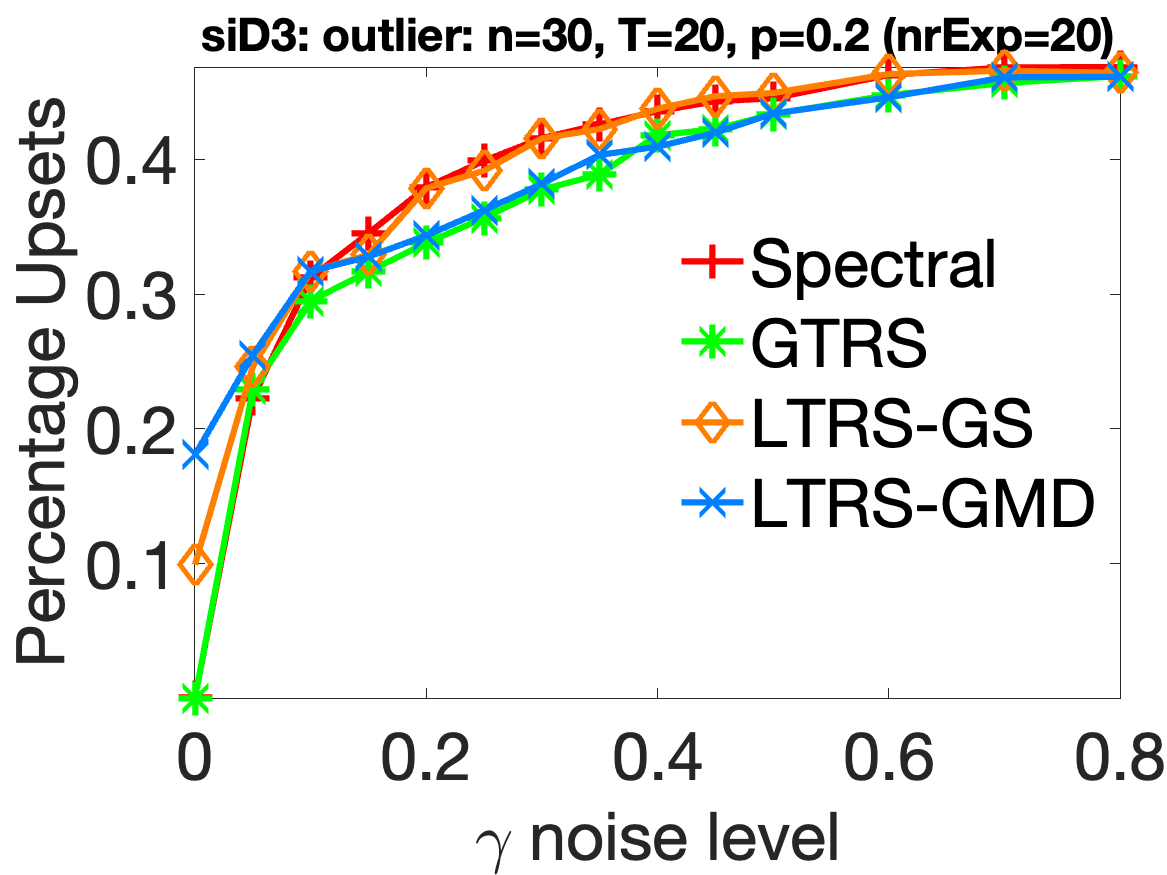 siD3: outlier: n=30, T=20, p=0.2 (nrExp=20)
Percentage Upsets
0.4
0.3
0.2
0.1
Spectral
GTRS
LTRS-GS
LTRS-GMD
0 0.2 0.4 0.6 0.8
γ noise level